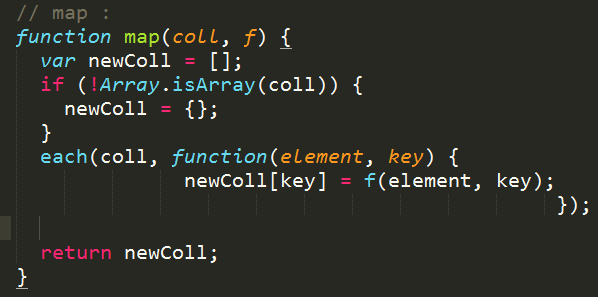 // map :
function map(coll, f) {
  var newColl = [];
  if (!Array.isArray(coll)) {
    newColl = {};
  }
  each(coll, function(element, key) {
              newColl[key] = f(element, key);
                                             });

  return newColl;
}